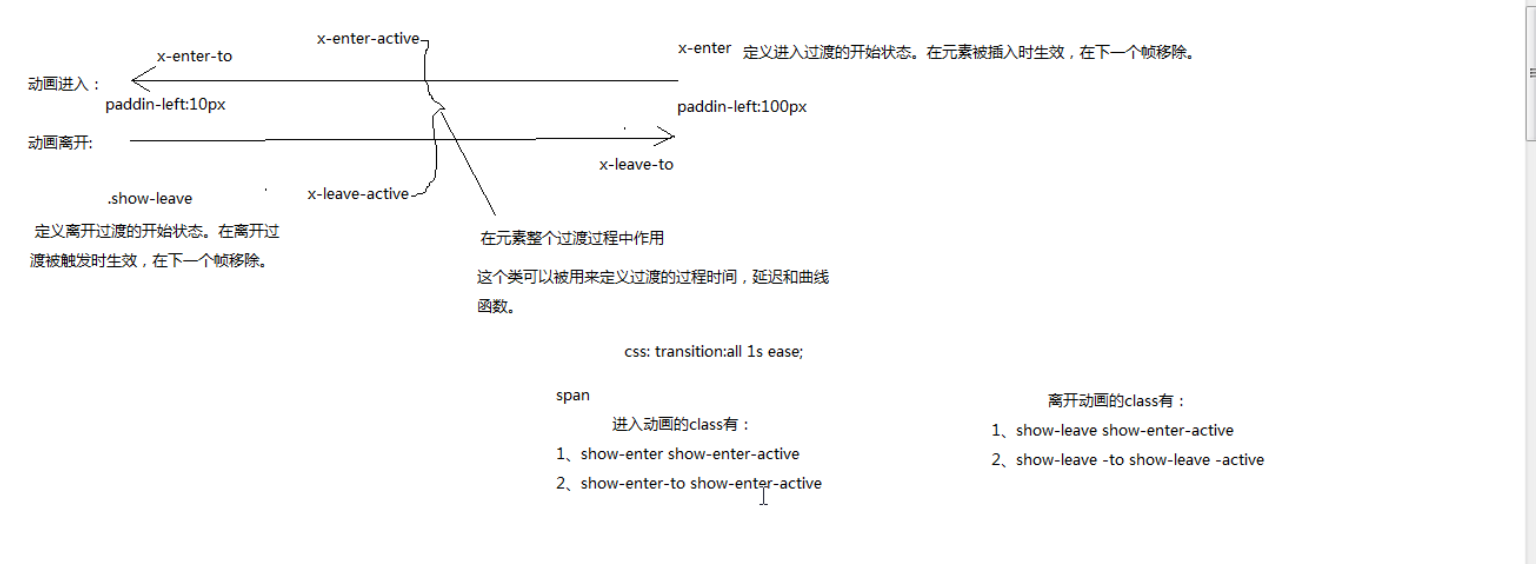 x-enter-active
x-enter 定义进入过渡的开始状态。在元素被插入时生效，在下一个帧移除。
x-enter-to
动画进入：
paddin-left:10px
paddin-left:100px
动画离开:
x-leave-to
.show-leave
x-leave-active
定义离开过渡的开始状态。在离开过
渡被触发时生效，在下一个帧移除。
在元素整个过渡过程中作用
这个类可以被用来定义过渡的过程时间，延迟和曲线
函数。
css: transition:all 1s ease;
span
进入动画的class有：
1、show-enter show-enter-active
2、show-enter-to show-enter-active
离开动画的class有：
1、show-leave show-enter-active
2、show-leave -to show-leave -active